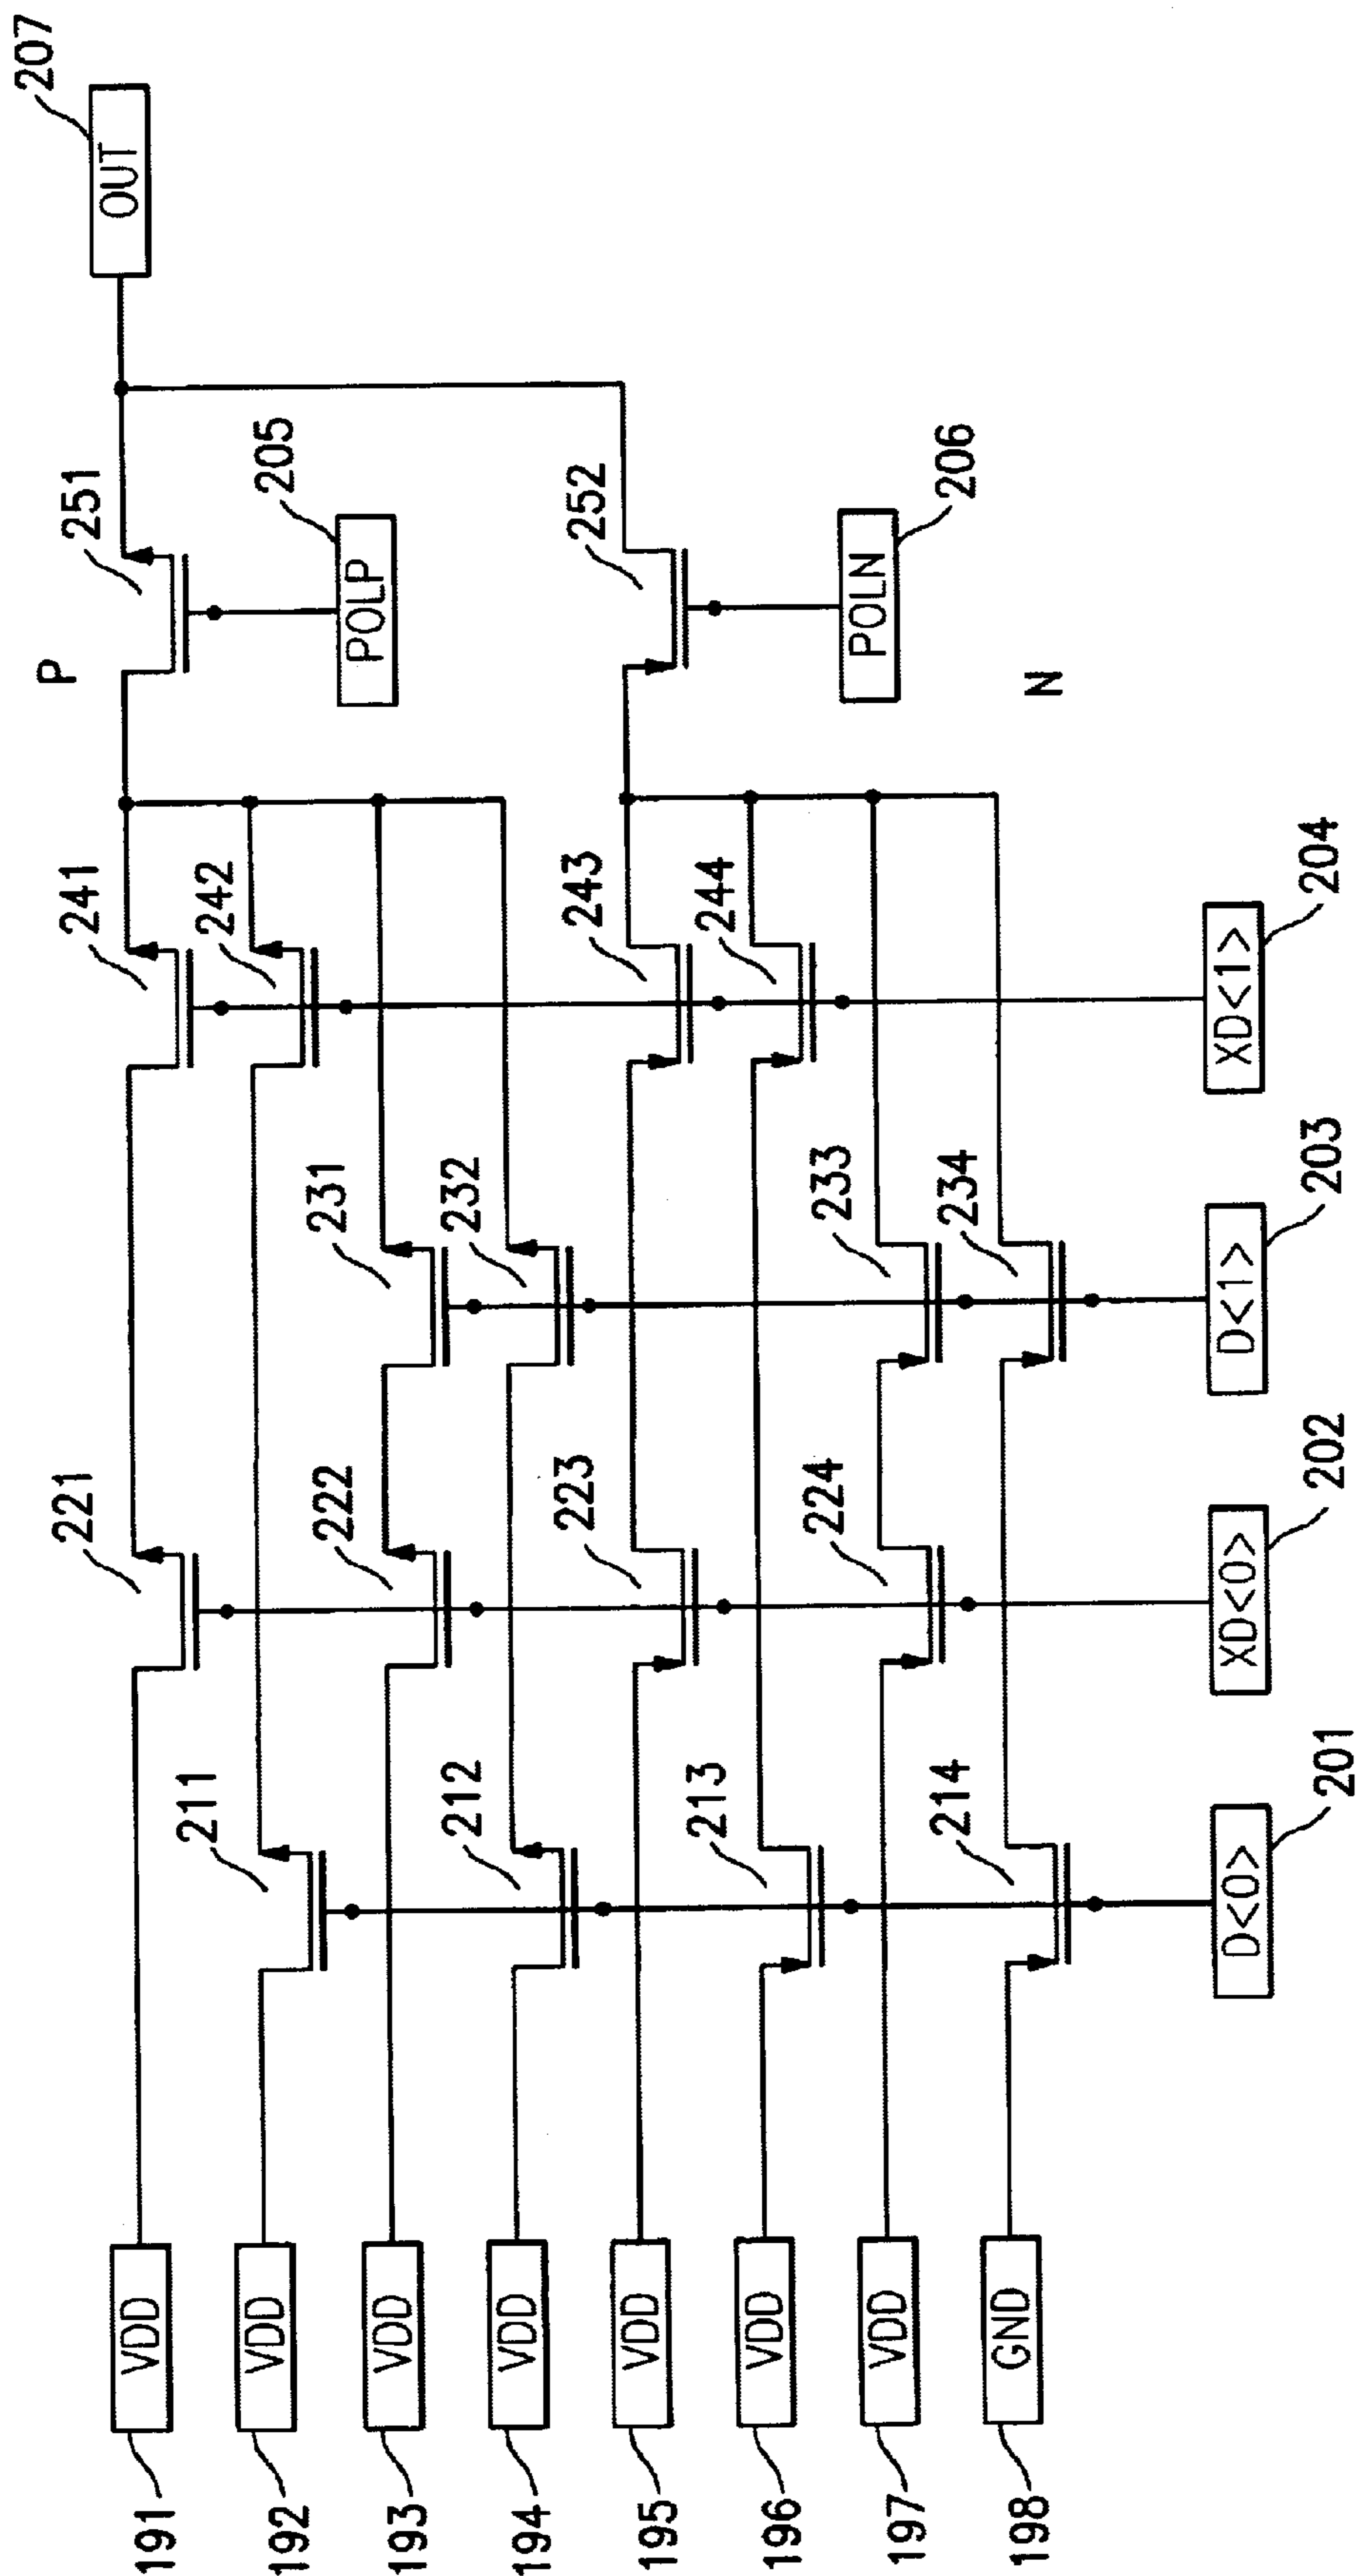 207
OUT
251
P
205
POLP
252
206
POLN
N
241
242
243
244
204
XD<1>
231
232
233
234
203
D<1>
221
222
223
224
202
XD<0>
211
212
213
214
201
D<0>
VDD
VDD
VDD
VDD
VDD
VDD
VDD
GND
191
192
193
194
195
196
197
198